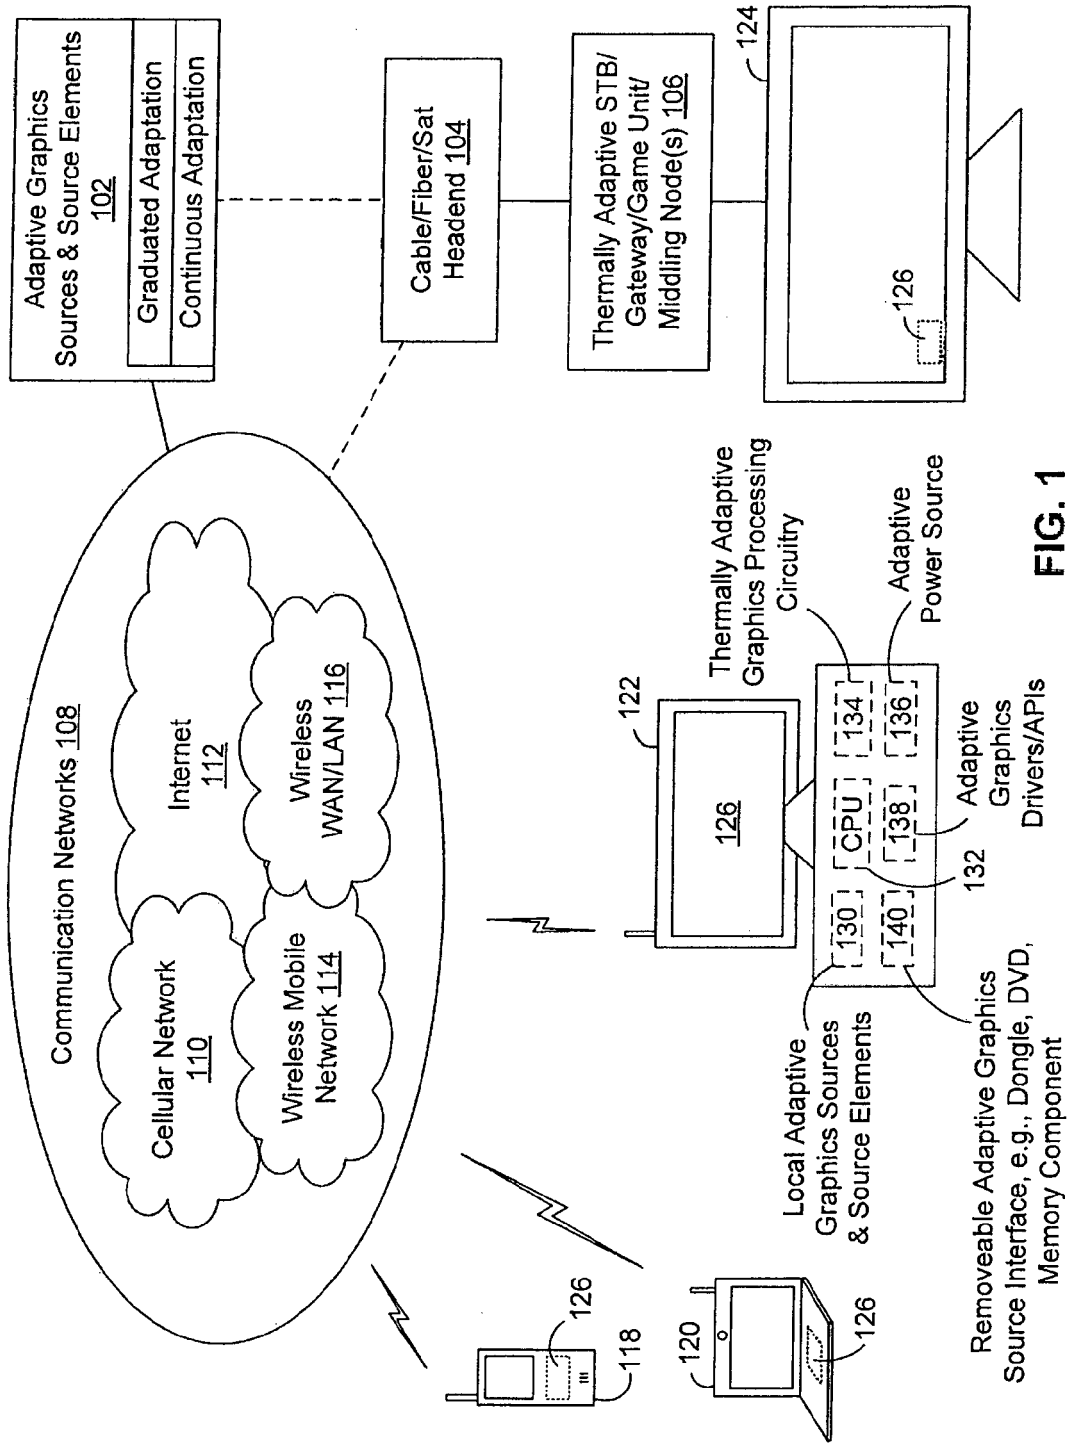 Adaptive Graphics
Sources & Source Elements
102
Graduated Adaptation
Continuous Adaptation
Communication Networks 108
Internet
112
Cellular Network
110
Wireless
WAN/LAN 116
Wireless Mobile
Network 114
Cable/Fiber/Sat
Headend 104
Thermally Adaptive STB/
Gateway/Game Unit/
Middling Node(s) 106
124
126
126
118
120
126
122
126
Thermally Adaptive
Graphics Processing
Circuitry
130
CPU
134
140
138
136
132
Adaptive
Power Source
Adaptive
Graphics
Drivers/APIs
Local Adaptive
Graphics Sources
& Source Elements
Removeable Adaptive Graphics
Source Interface, e.g., Dongle, DVD,
Memory Component
FIG. 1